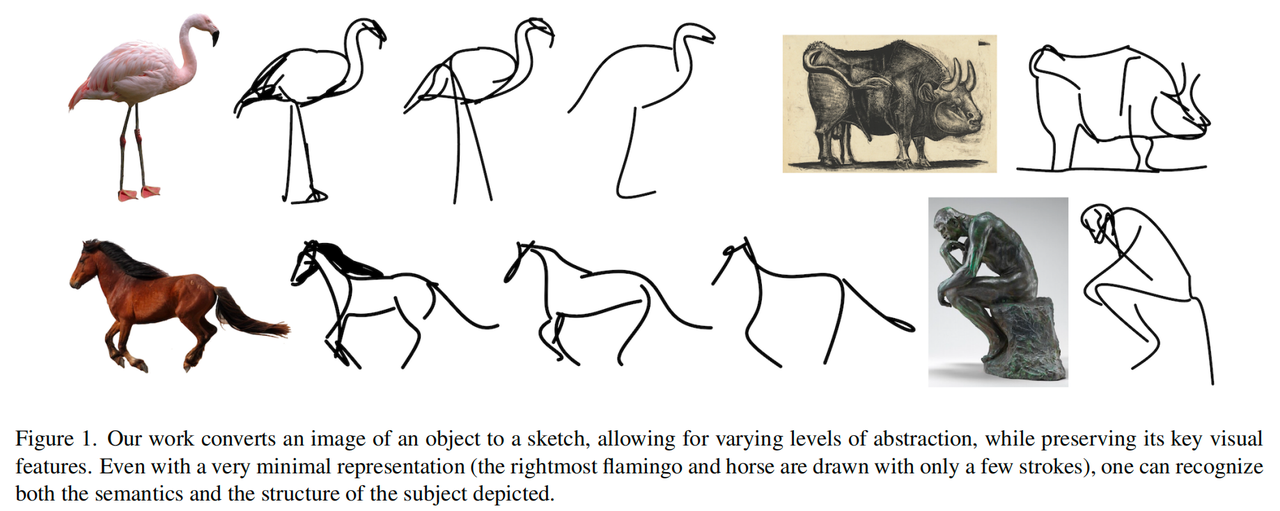 Figure 1. Our work converts an image of an object to a sketch, allowing for varying levels of abstraction, while preserving its key visual
features. Even with a very minimal representation (the rightmost flamingo and horse are drawn with only a few strokes), one can recognize
both the semantics and the structure of the subject depicted.